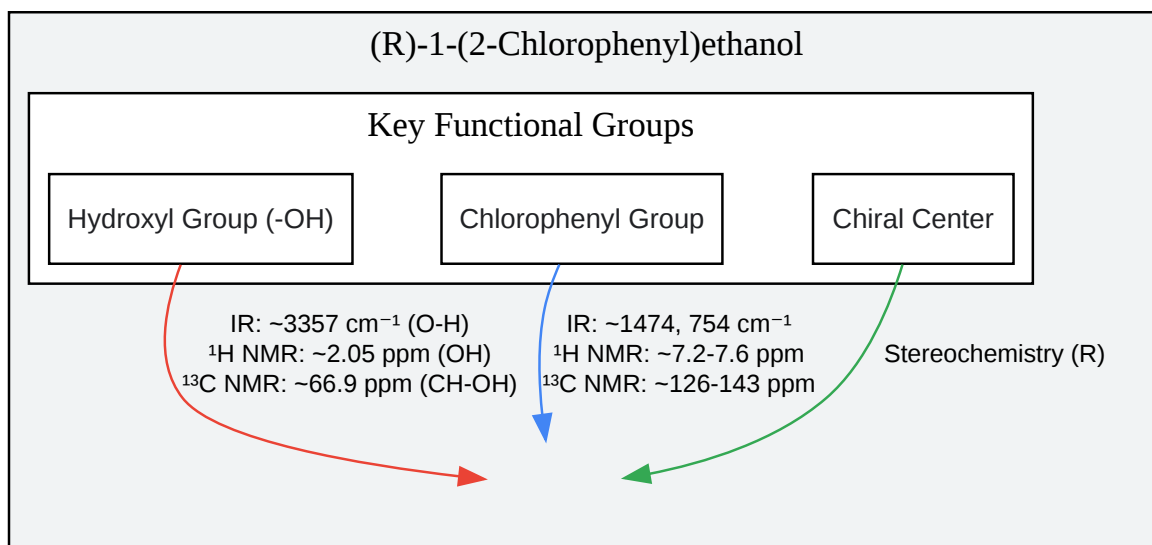 (R)-1-(2-Chlorophenyl)ethanol
Key Functional Groups
Hydroxyl Group (-OH)
Chlorophenyl Group
Chiral Center
IR: ~3357 cm⁻¹ (O-H)
¹H NMR: ~2.05 ppm (OH)
¹³C NMR: ~66.9 ppm (CH-OH)
IR: ~1474, 754 cm⁻¹
¹H NMR: ~7.2-7.6 ppm
¹³C NMR: ~126-143 ppm
Stereochemistry (R)